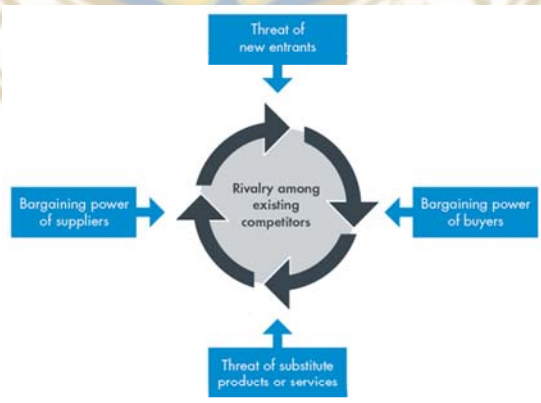 Threat of
new entrants
Bargaining power
of suppliers
Rivalry among
existing
competitors
Bargaining power
of buyers
Threat of substitute
products or services